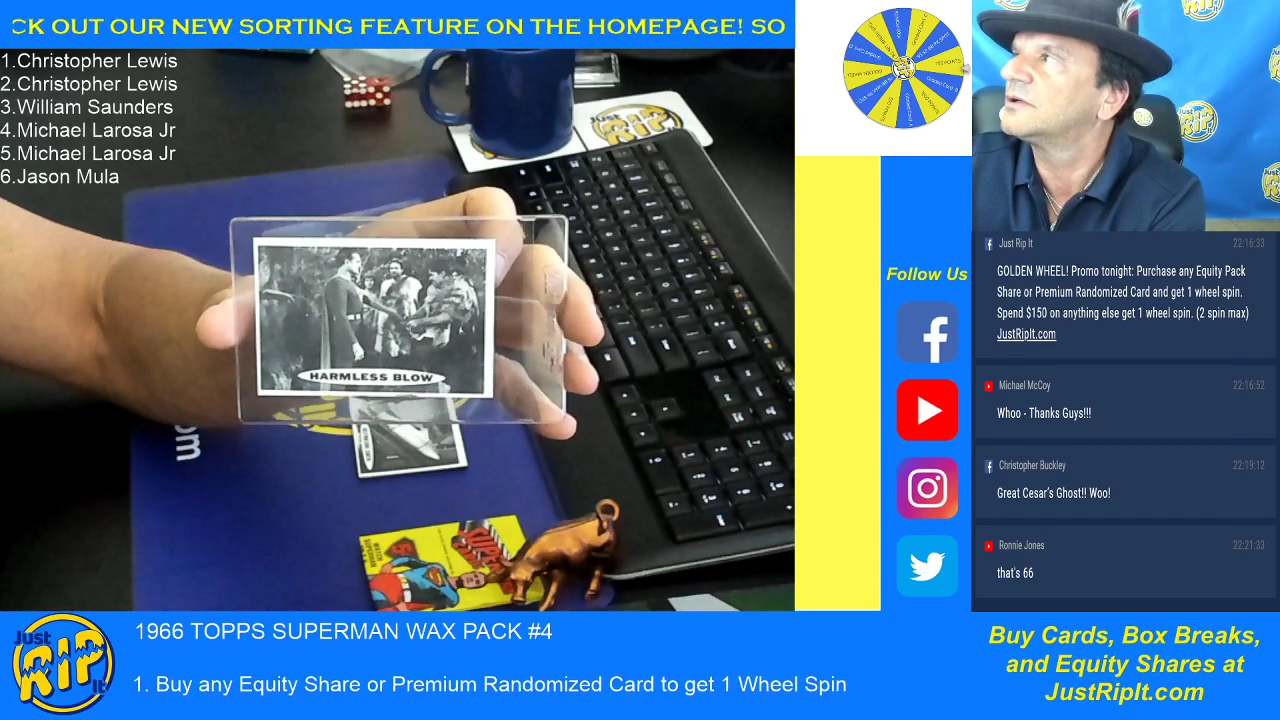 CK OUT OUR NEW SORTING FEATURE ON THE HOMEPAGE! SO
1.Christopher Lewis
2.Christopher Lewis
3.William Saunders
4.Michael Larosa Jr
5.Michael Larosa Jr
6.Jason Mula
Just
RIP
HARMLESS BLOW
om
SUPERMAN
Follow Us
Just Rip It 22:16:33
GOLDEN WHEEL! Promo tonight: Purchase any Equity Pack
Share or Premium Randomized Card and get 1 wheel spin.
Spend $150 on anything else get 1 wheel spin. (2 spin max)
JustRipIt.com
Michael McCoy 22:16:52
Whoo - Thanks Guys!!!
Christopher Buckley 22:19:12
Great Cesar's Ghost!! Woo!
Ronnie Jones 22:21:33
that's 66
Just
RIP
It
1966 TOPPS SUPERMAN WAX PACK #4
1. Buy any Equity Share or Premium Randomized Card to get 1 Wheel Spin
Buy Cards, Box Breaks,
and Equity Shares at
JustRipIt.com